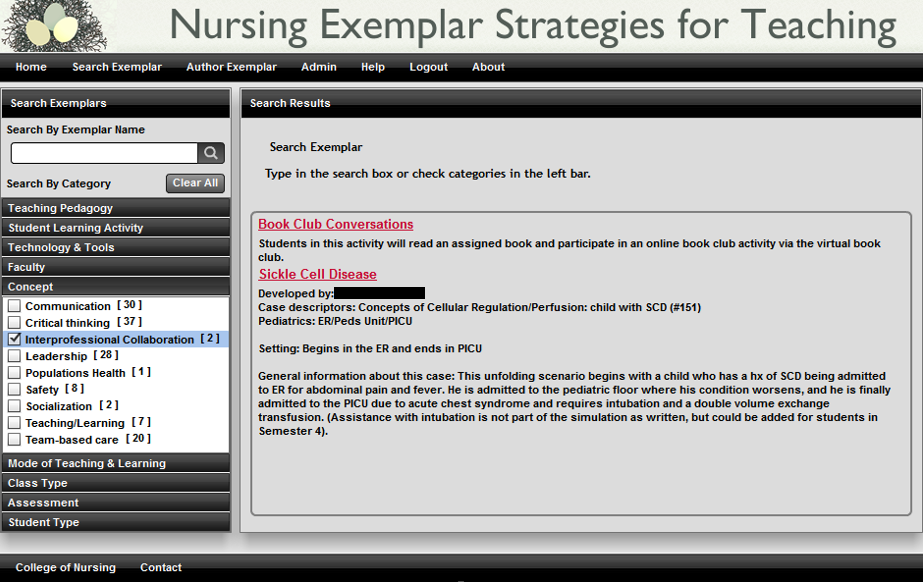 Nursing Exemplar Strategies for Teaching
Home Search Exemplar Author Exemplar Admin Help Logout About
Search Exemplars
Search By Exemplar Name
Search By Category Clear All
Teaching Pedagogy
Student Learning Activity
Technology & Tools
Faculty
Concept
Communication [ 30 ]
Critical thinking [ 37 ]
Interprofessional Collaboration [ 2 ]
Leadership [ 28 ]
Populations Health [ 1 ]
Safety [ 8 ]
Socialization [ 2 ]
Teaching/Learning [ 7 ]
Team-based care [ 20 ]
Mode of Teaching & Learning
Class Type
Assessment
Student Type
Search Results
Search Exemplar
Type in the search box or check categories in the left bar.
Book Club Conversations
Students in this activity will read an assigned book and participate in an online book club activity via the virtual book
club.
Sickle Cell Disease
Developed by:
Case descriptors: Concepts of Cellular Regulation/Perfusion: child with SCD (#151)
Pediatrics: ER/Peds Unit/PICU
Setting: Begins in the ER and ends in PICU
General information about this case: This unfolding scenario begins with a child who has a hx of SCD being admitted
to ER for abdominal pain and fever. He is admitted to the pediatric floor where his condition worsens, and he is finally
admitted to the PICU due to acute chest syndrome and requires intubation and a double volume exchange
transfusion. (Assistance with intubation is not part of the simulation as written, but could be added for students in
Semester 4).
College of Nursing Contact